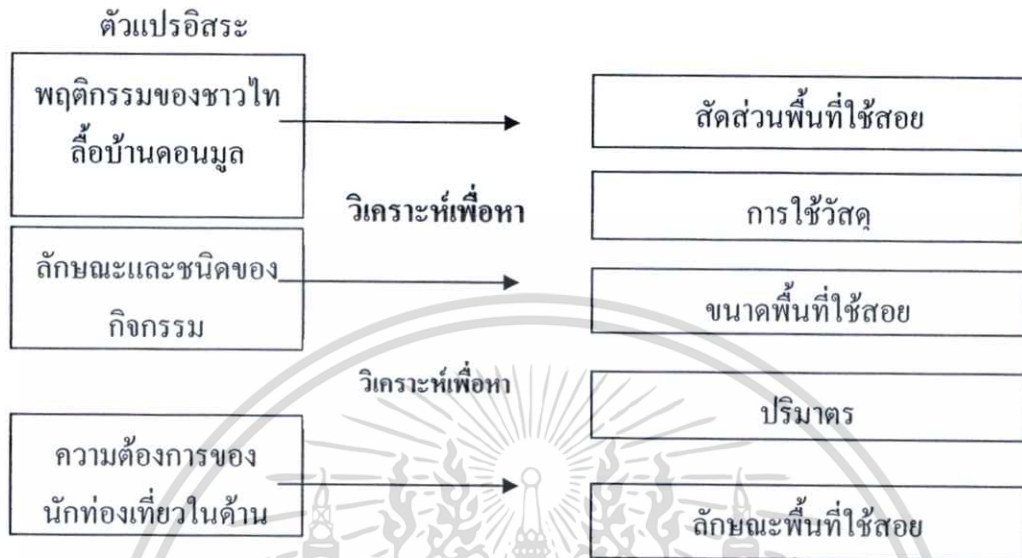 ตัวแปรอิสระ
พฤติกรรมของชาวไท
ลื้อบ้านดอนมูล
ลักษณะและชนิดของ
กิจกรรม
ความต้องการของ
นักท่องเที่ยวในด้าน
วิเคราะห์เพื่อหา
วิเคราะห์เพื่อหา
สัดส่วนพื้นที่ใช้สอย
การใช้วัสดุ
ขนาดพื้นที่ใช้สอย
ปริมาตร
ลักษณะพื้นที่ใช้สอย